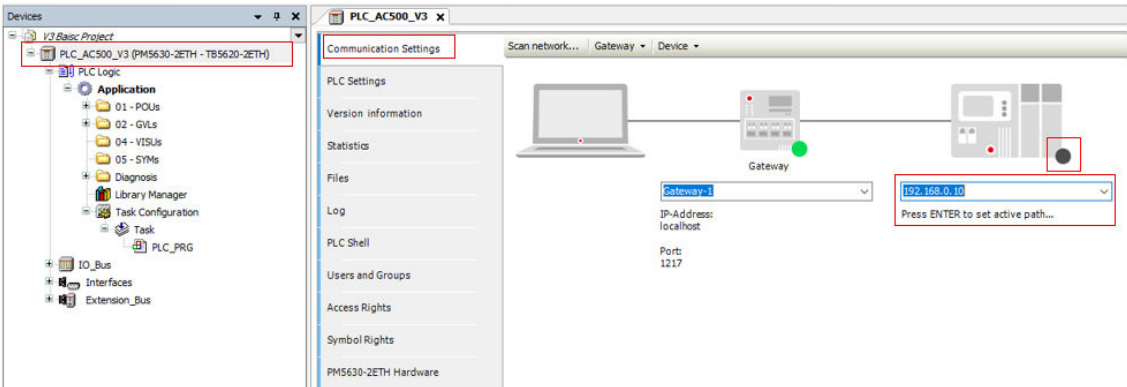 Devices
V3 Baisc Project
PLC_AC500_V3 (PM5630-2ETH - TB5620-2ETH)
PLC Logic
Application
01 - POUs
02 - GVLs
04 - VISUs
05 - SYMs
Diagnosis
Library Manager
Task Configuration
Task
PLC_PRG
IO_Bus
Interfaces
Extension_Bus
PLC_AC500_V3
Communication Settings
PLC Settings
Version information
Statistics
Files
Log
PLC Shell
Users and Groups
Access Rights
Symbol Rights
PM5630-2ETH Hardware
Scan network... Gateway Device
Gateway
Gateway-1
IP-Address:
localhost
Port:
1217
192.168.0.10
Press ENTER to set active path...